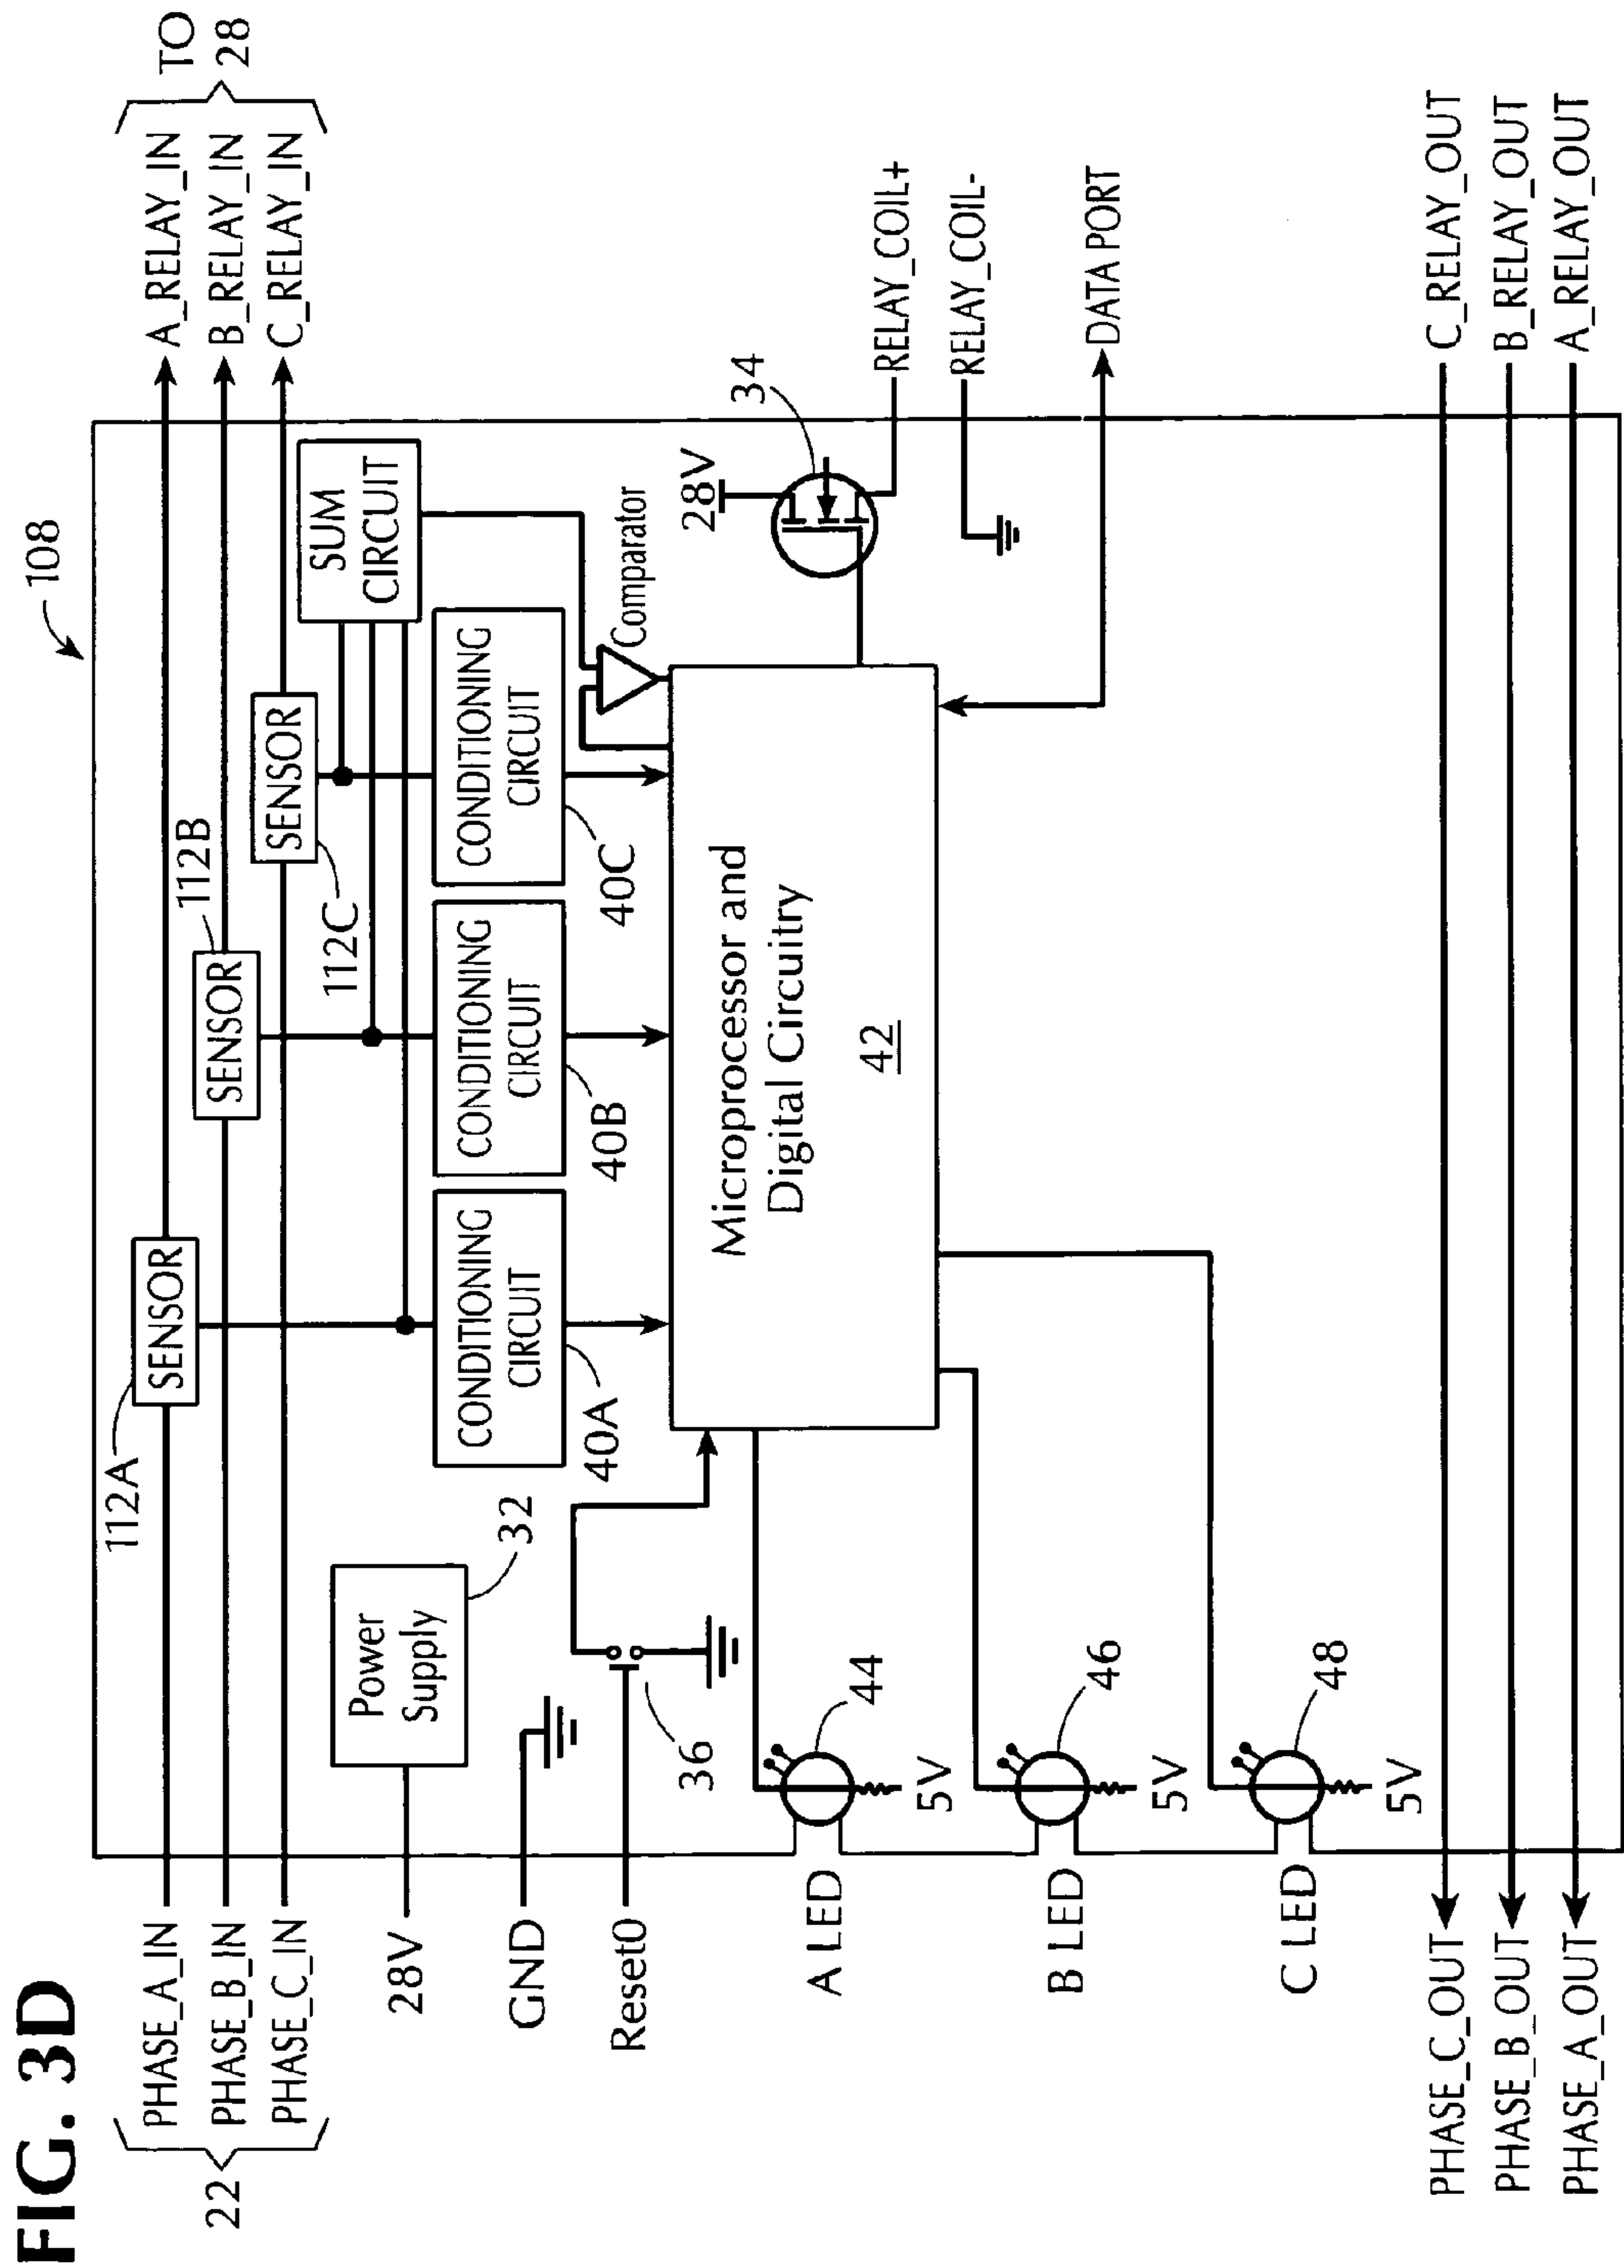 FIG. 3D
108
22
PHASE_A_IN
PHASE_B_IN
PHASE_C_IN
A_RELAY_IN
B_RELAY_IN
C_RELAY_IN
TO
28
112A
SENSOR
SENSOR
112B
SENSOR
112C
SUM
CIRCUIT
28V
Power
Supply
32
CONDITIONING
CIRCUIT
40A
CONDITIONING
CIRCUIT
40B
CONDITIONING
CIRCUIT
40C
Comparator
GND
Reset0
36
Microprocessor and
Digital Circuitry
42
28V
34
RELAY_COIL+
RELAY_COIL-
DATA PORT
A LED
44
5V
B LED
46
5V
C LED
48
5V
PHASE_C_OUT
C_RELAY_OUT
PHASE_B_OUT
B_RELAY_OUT
PHASE_A_OUT
A_RELAY_OUT